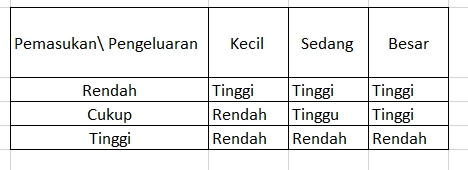 Pemasukan\ Pengeluaran Kecil Sedang Besar
Rendah Tinggi Tinggi Tinggi
Cukup Rendah Tinggu Tinggi
Tinggi Rendah Rendah Rendah